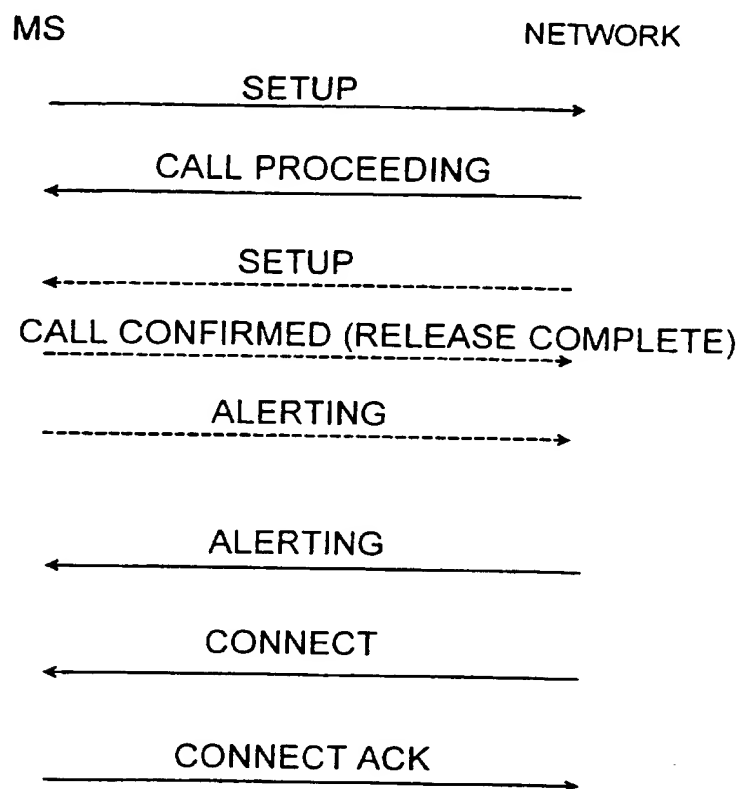 MS NETWORK
SETUP
CALL PROCEEDING
SETUP
CALL CONFIRMED (RELEASE COMPLETE)
ALERTING
ALERTING
CONNECT
CONNECT ACK